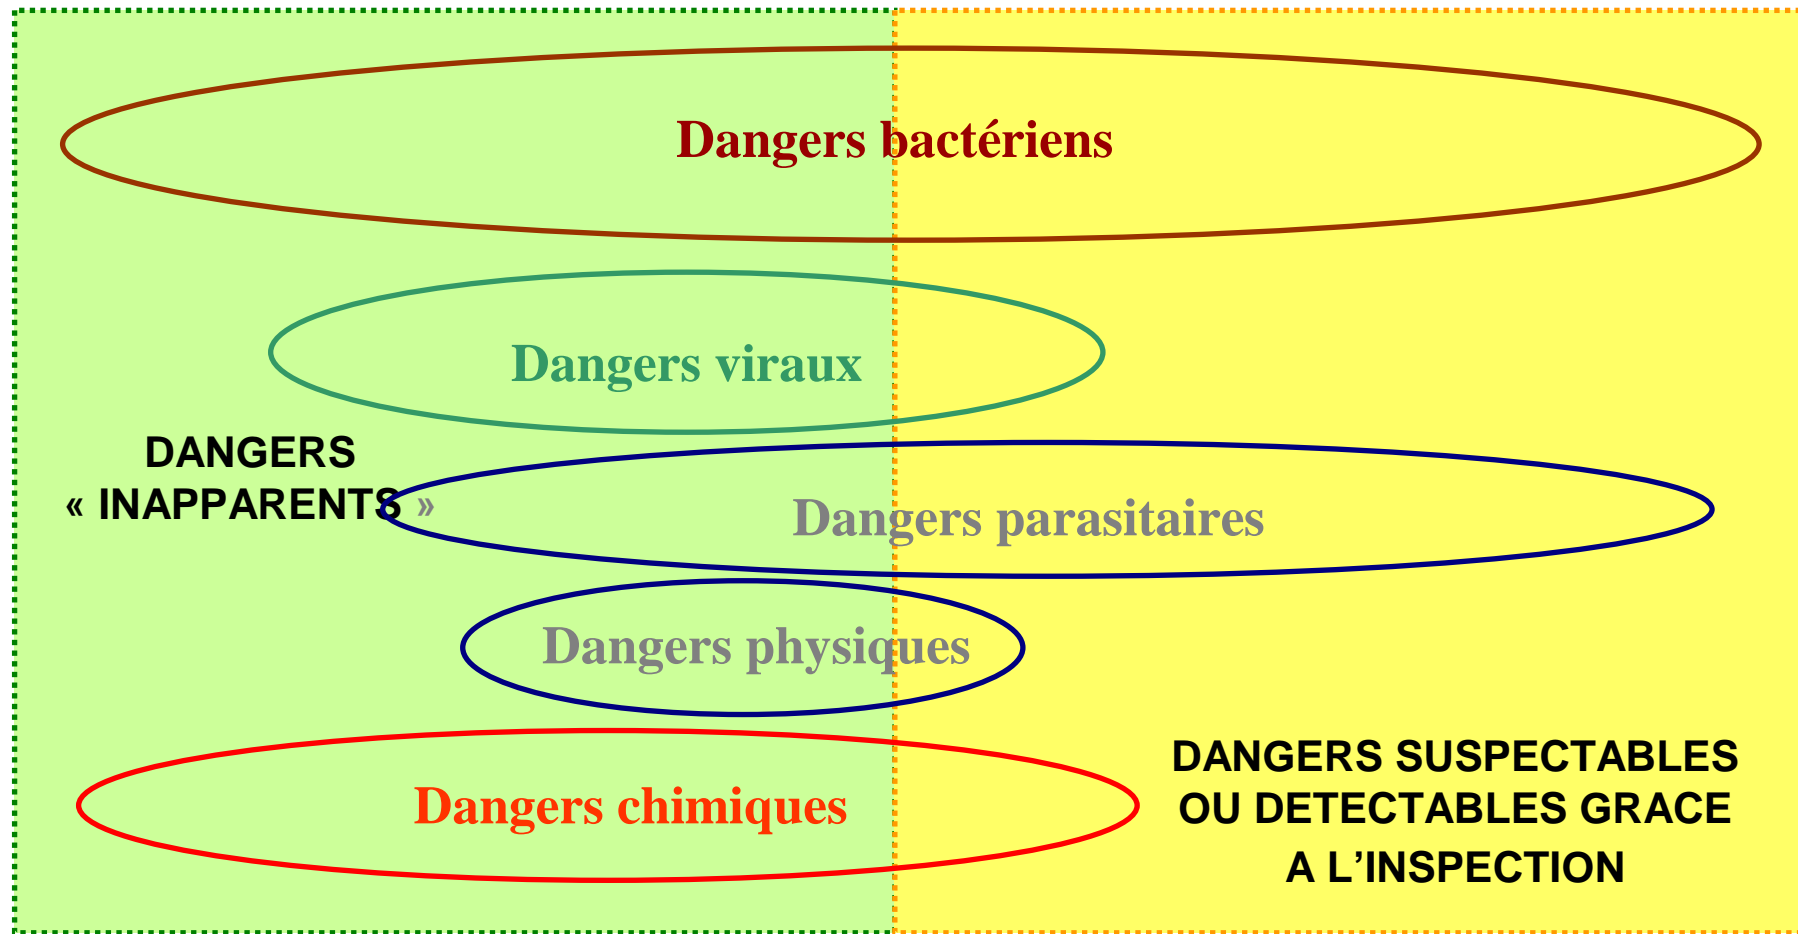 Dangers bactériens
Dangers viraux
DANGERS
« INAPPARENTS »
Dangers parasitaires
Dangers physiques
Dangers chimiques
DANGERS SUSPECTABLES
OU DETECTABLES GRACE
A L’INSPECTION